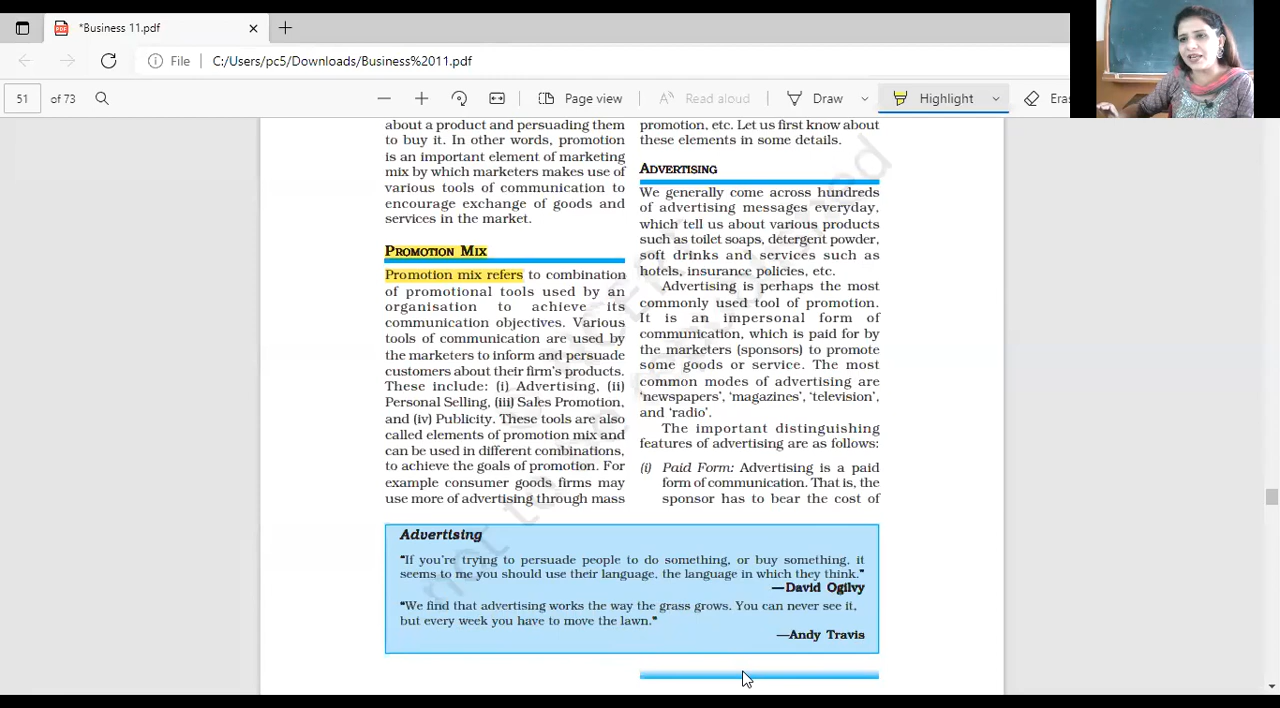 *Business 11.pdf
File
C:/Users/pc5/Downloads/Business%2011.pdf
51
of 73
Page view
Read aloud
Draw
Highlight
Eras
about a product and persuading them
to buy it. In other words, promotion
is an important element of marketing
mix by which marketers makes use of
various tools of communication to
encourage exchange of goods and
services in the market.
PROMOTION MIX
Promotion mix refers to combination
of promotional tools used by an
organisation to achieve its
communication objectives. Various
tools of communication are used by
the marketers to inform and persuade
customers about their firm's products.
These include: (i) Advertising, (ii)
Personal Selling, (iii) Sales Promotion,
and (iv) Publicity. These tools are also
called elements of promotion mix and
can be used in different combinations,
to achieve the goals of promotion. For
example consumer goods firms may
use more of advertising through mass
promotion, etc. Let us first know about
these elements in some details.
ADVERTISING
We generally come across hundreds
of advertising messages everyday,
which tell us about various products
such as toilet soaps, detergent powder,
soft drinks and services such as
hotels, insurance policies, etc.
Advertising is perhaps the most
commonly used tool of promotion.
It is an impersonal form of
communication, which is paid for by
the marketers (sponsors) to promote
some goods or service. The most
common modes of advertising are
'newspapers', 'magazines', 'television',
and 'radio'.
The important distinguishing
features of advertising are as follows:
(i) Paid Form: Advertising is a paid
form of communication. That is, the
sponsor has to bear the cost of
Advertising
"If you're trying to persuade people to do something, or buy something, it
seems to me you should use their language, the language in which they think."
—David Ogilvy
"We find that advertising works the way the grass grows. You can never see it,
but every week you have to move the lawn."
—Andy Travis